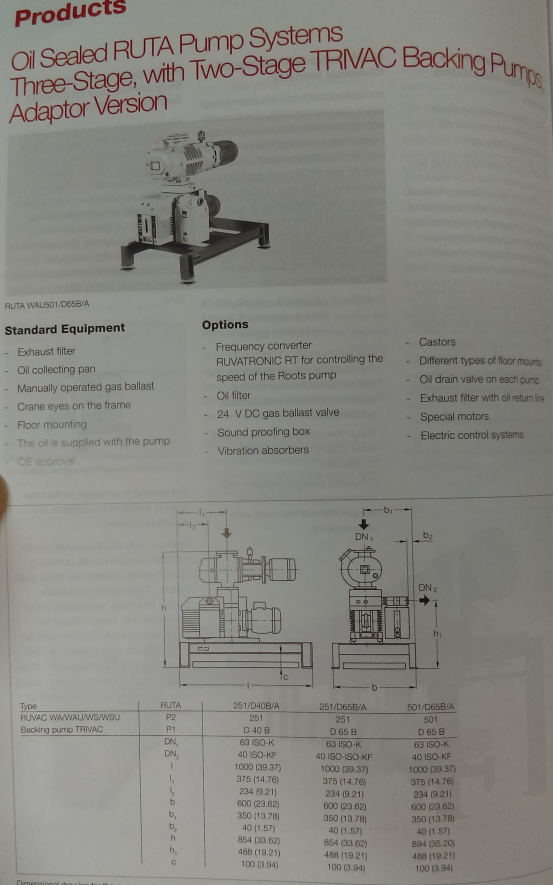 Products
Oil Sealed RUTA Pump Systems
Three-Stage, with Two-Stage TRIVAC Backing Pumps,
Adaptor Version
RUTA WAU501/D65B/A
Standard Equipment
- Exhaust filter
- Oil collecting pan
- Manually operated gas ballast
- Crane eyes on the frame
- Floor mounting
- The oil is supplied with the pump
- CE approval
Options
- Frequency converter
RUVATRONIC RT for controlling the
speed of the Roots pump
- Oil filter
- 24 V DC gas ballast valve
- Sound proofing box
- Vibration absorbers
- Castors
- Different types of floor mounts
- Oil drain valve on each pump
- Exhaust filter with oil return line
- Special motors
- Electric control systems
l₁
l₂
h
l
c
b₁
DN₁
b₂
DN₂
h₁
b
Type RUTA 251/D40B/A 251/D65B/A 501/D65B/A
RUVAC WA/WAU/WS/WSU P2 251 251 501
Backing pump TRIVAC P1 D 40 B D 65 B D 65 B
DN₁ 63 ISO-K 63 ISO-K 63 ISO-K
DN₂ 40 ISO-KF 40 ISO-ISO-KF 40 ISO-KF
l 1000 (39.37) 1000 (39.37) 1000 (39.37)
l₁ 375 (14.76) 375 (14.76) 375 (14.76)
l₂ 234 (9.21) 234 (9.21) 234 (9.21)
b 600 (23.62) 600 (23.62) 600 (23.62)
b₁ 350 (13.78) 350 (13.78) 350 (13.78)
b₂ 40 (1.57) 40 (1.57) 40 (1.57)
h 854 (33.62) 854 (33.62) 894 (35.20)
h₁ 488 (19.21) 488 (19.21) 488 (19.21)
c 100 (3.94) 100 (3.94) 100 (3.94)
Dimensional drawing for the